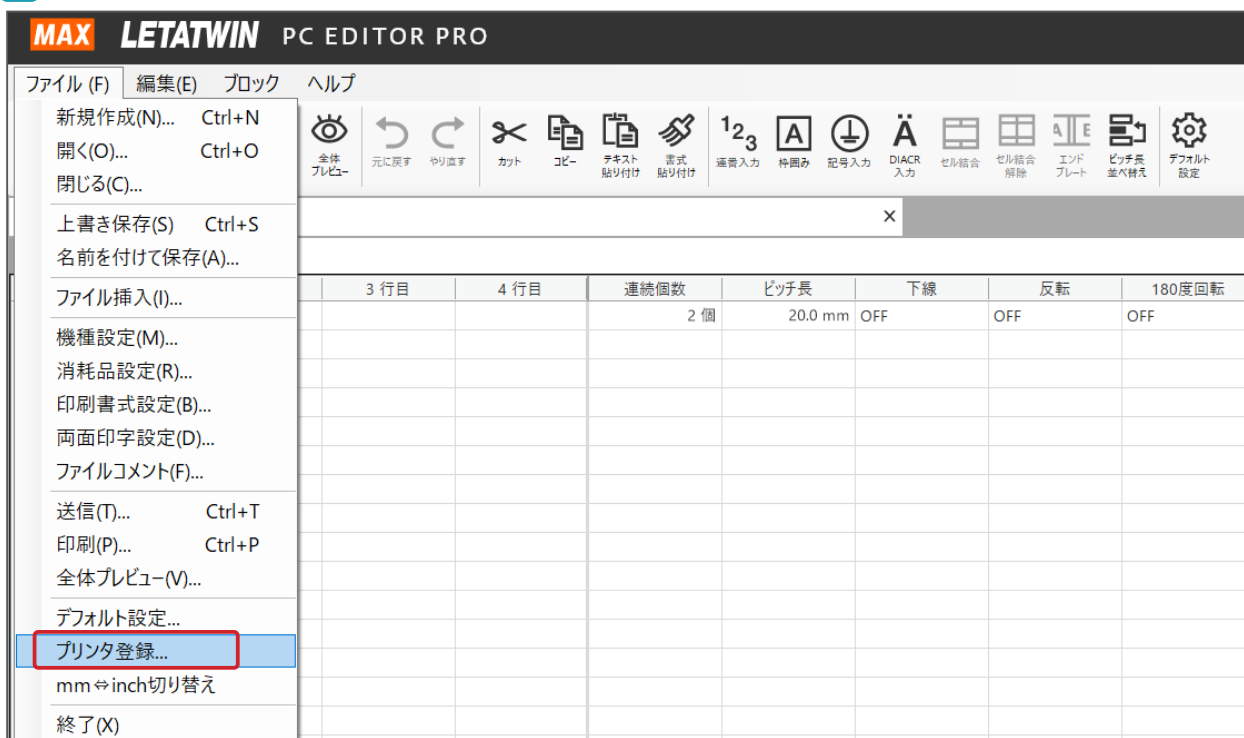 MAX LETATWIN PC EDITOR PRO
ファイル (F) 編集(E) ブロック ヘルプ
新規作成(N)... Ctrl+N
開く(O)... Ctrl+O
閉じる(C)...
上書き保存(S) Ctrl+S
名前を付けて保存(A)...
ファイル挿入(I)...
機種設定(M)...
消耗品設定(R)...
印刷書式設定(B)...
両面印字設定(D)...
ファイルコメント(F)...
送信(T)... Ctrl+T
印刷(P)... Ctrl+P
全体プレビュー(V)...
デフォルト設定...
プリンタ登録...
mm⇔inch切り替え
終了(X)
全体
プレビュー
元に戻す
やり直す
カット
コピー
テキスト
貼り付け
書式
貼り付け
123
連番入力
A
枠囲み
記号入力
Ä
DIACR
入力
セル結合
セル結合
解除
A E
エンド
プレート
ピッチ長
並べ替え
デフォルト
設定
×
3 行目 4 行目 連続個数 ピッチ長 下線 反転 180度回転
2 個 20.0 mm OFF OFF OFF